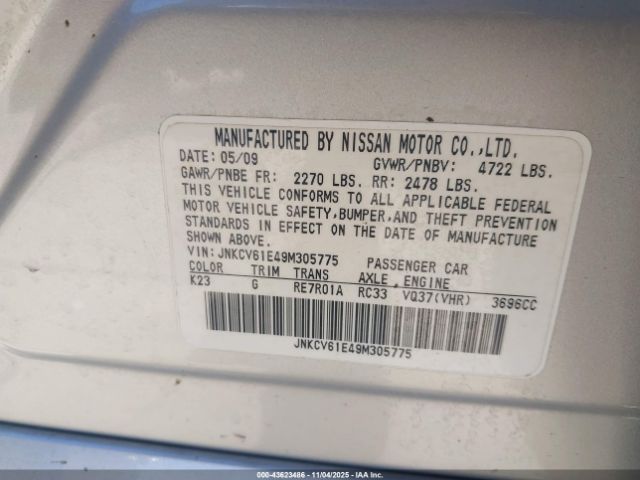 MANUFACTURED BY NISSAN MOTOR CO.,LTD.
DATE: 05/09 GVWR/PNBV: 4722 LBS.
GAWR/PNBE FR: 2270 LBS. RR: 2478 LBS.
THIS VEHICLE CONFORMS TO ALL APPLICABLE FEDERAL
MOTOR VEHICLE SAFETY,BUMPER,AND THEFT PREVENTION
STANDARDS IN EFFECT ON THE DATE OF MANUFACTURE
SHOWN ABOVE.
VIN: JNKCV61E49M305775 PASSENGER CAR
COLOR TRIM TRANS AXLE, ENGINE
K23 G RE7R01A RC33 VQ37(VHR) 3696CC
JNKCV61E49M305775
000-43623486 - 11/04/2025 - IAA Inc.